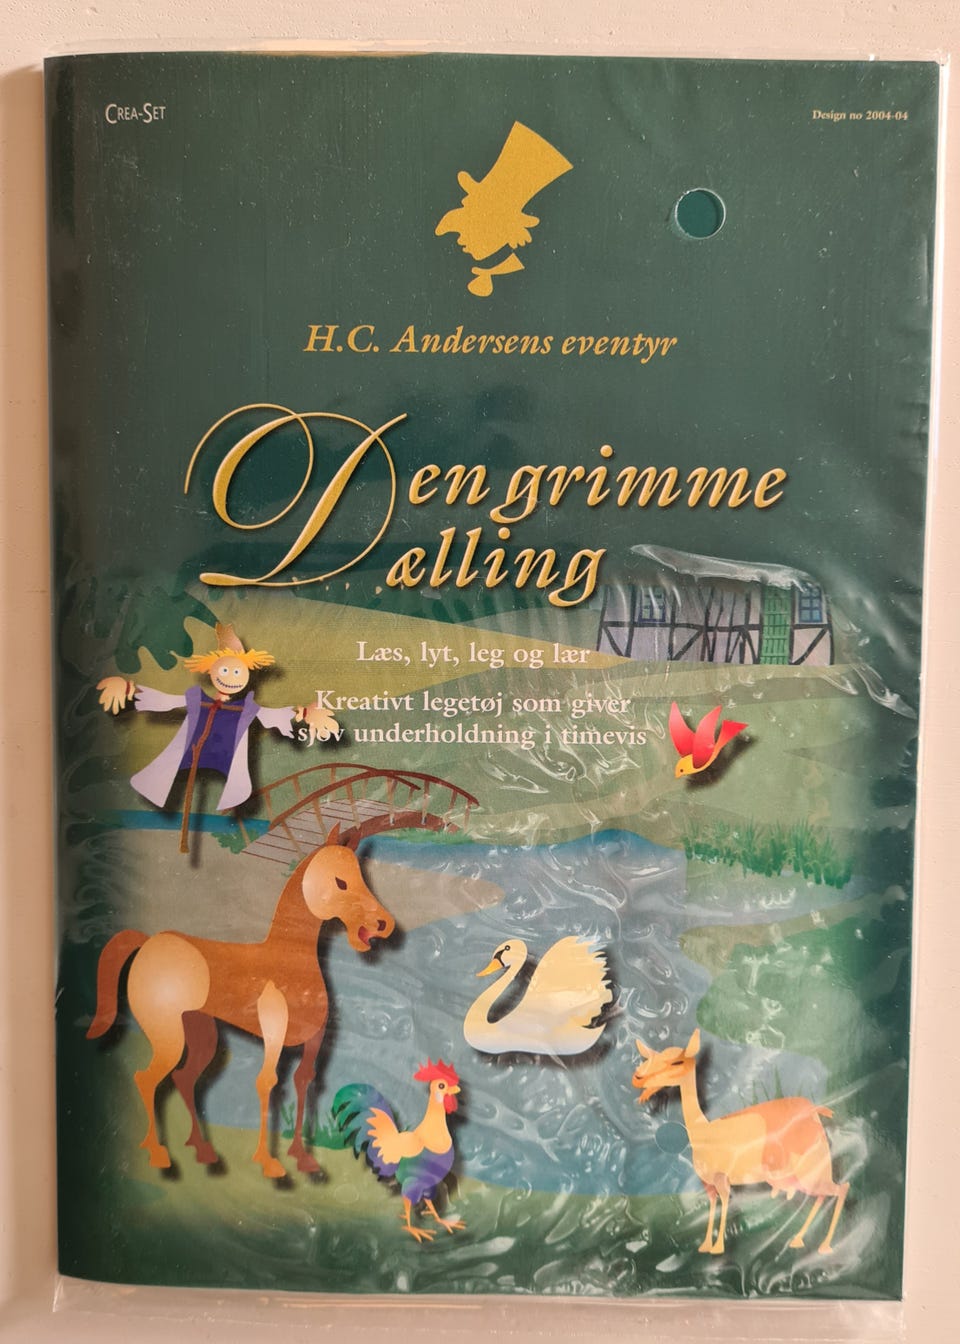 CREA-SET
Design no 2004-04
H.C. Andersens eventyr
Den grimme
Ælling
Læs, lyt, leg og lær
Kreativt legetøj som giver
sjov underholdning i timevis